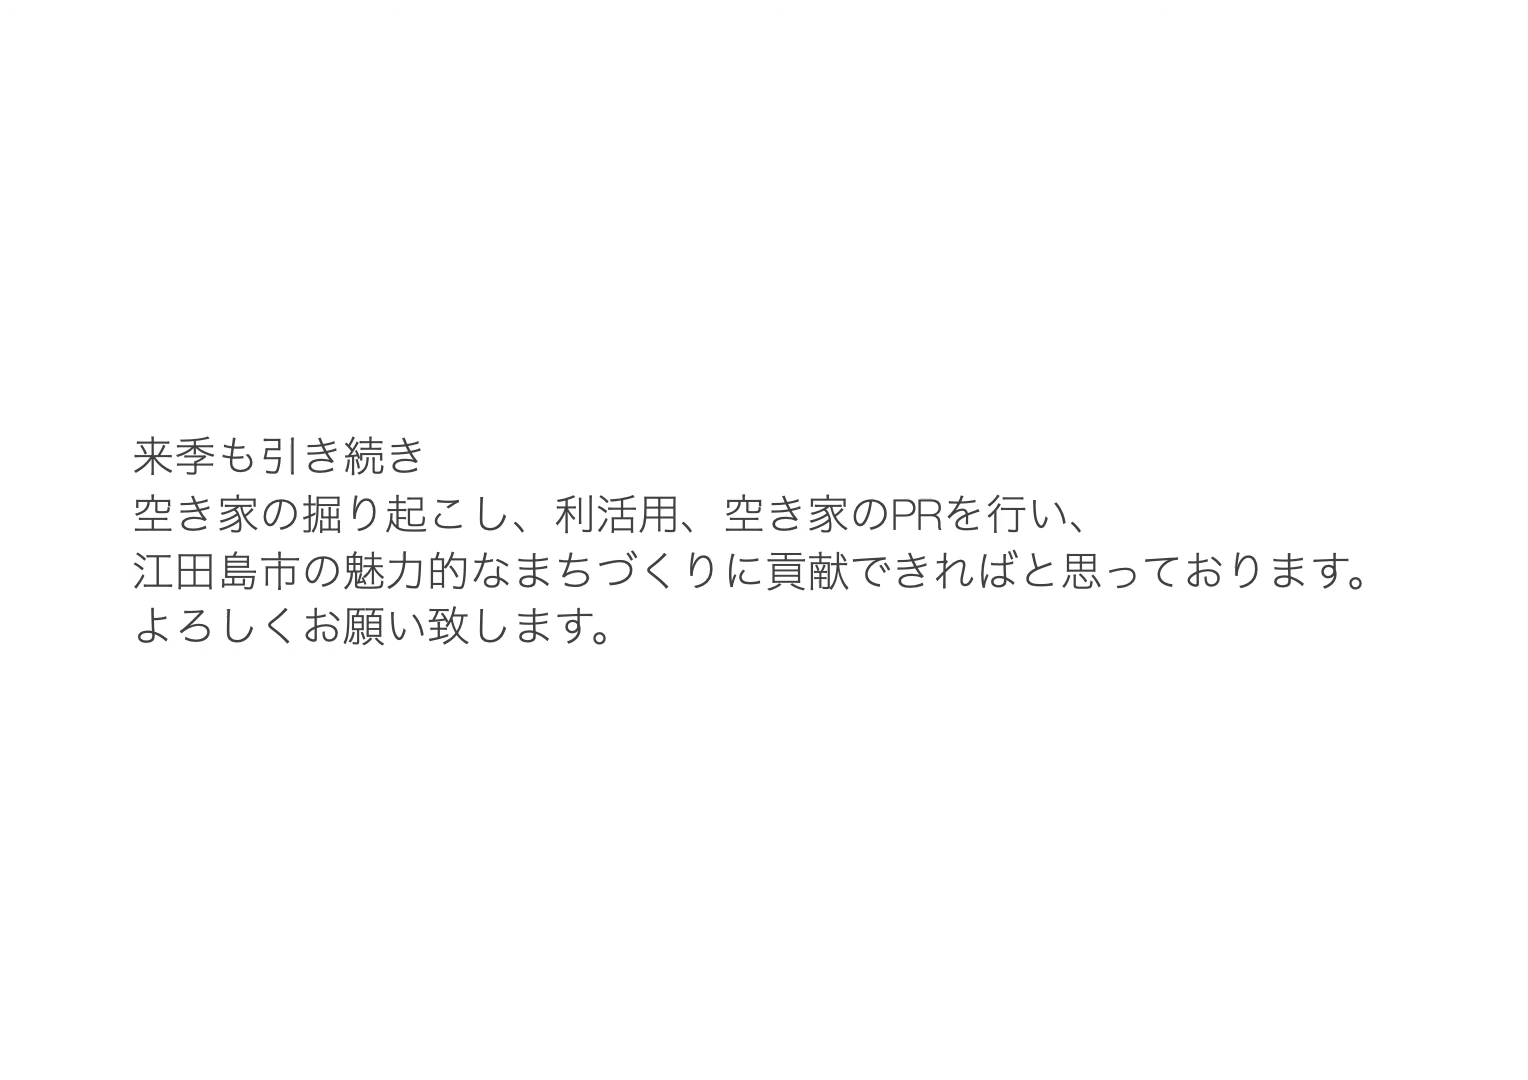 来季も引き続き
空き家の掘り起こし、利活用、空き家のPRを行い、
江田島市の魅力的なまちづくりに貢献できればと思っております。
よろしくお願い致します。